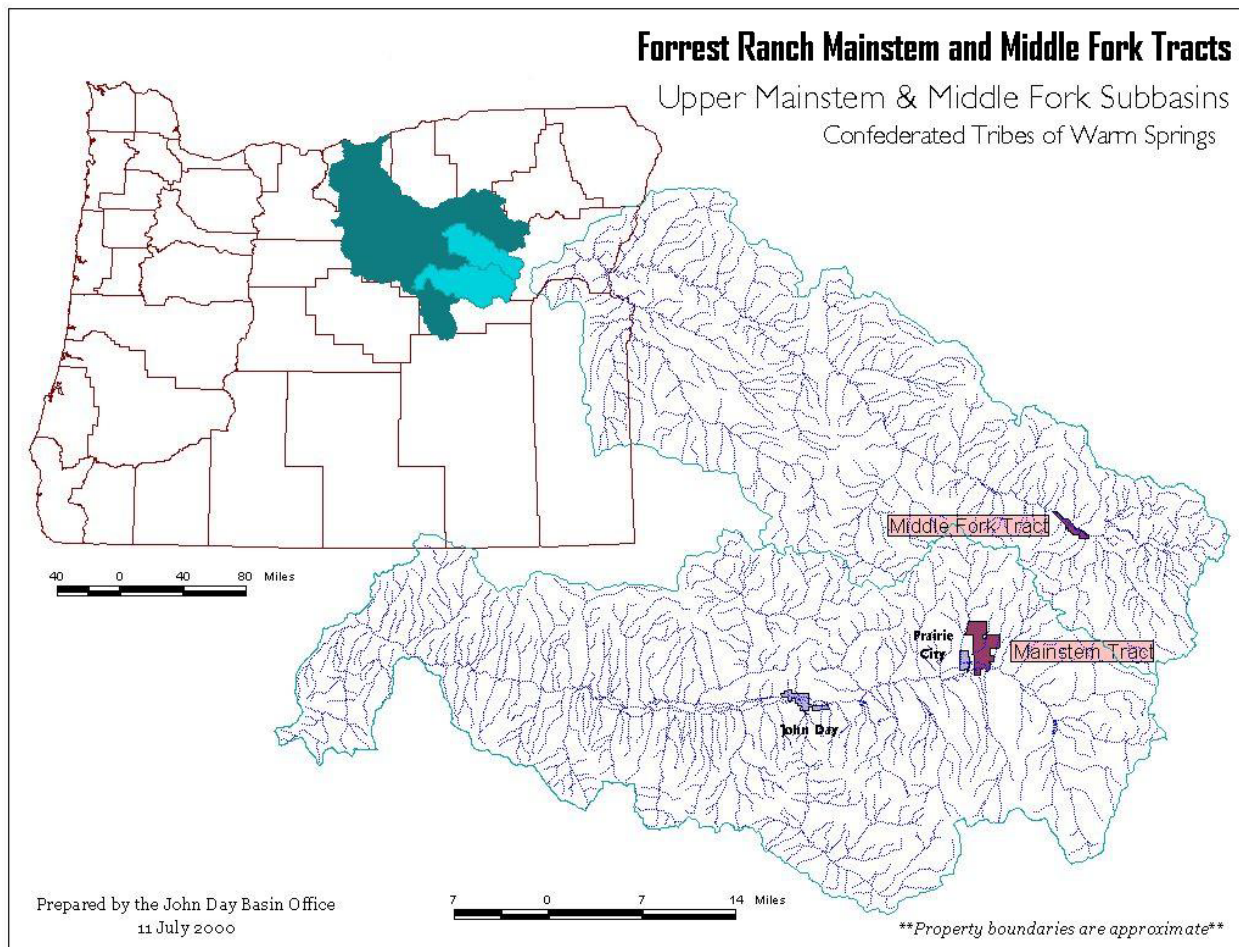 Forrest Ranch Mainstem and Middle Fork Tracts
Upper Mainstem & Middle Fork Subbasins
Confederated Tribes of Warm Springs
Middle Fork Tract
40 0 40 80 Miles
Prairie
City
Mainstem Tract
John Day
7 0 7 14 Miles
Prepared by the John Day Basin Office
11 July 2000
**Property boundaries are approximate**